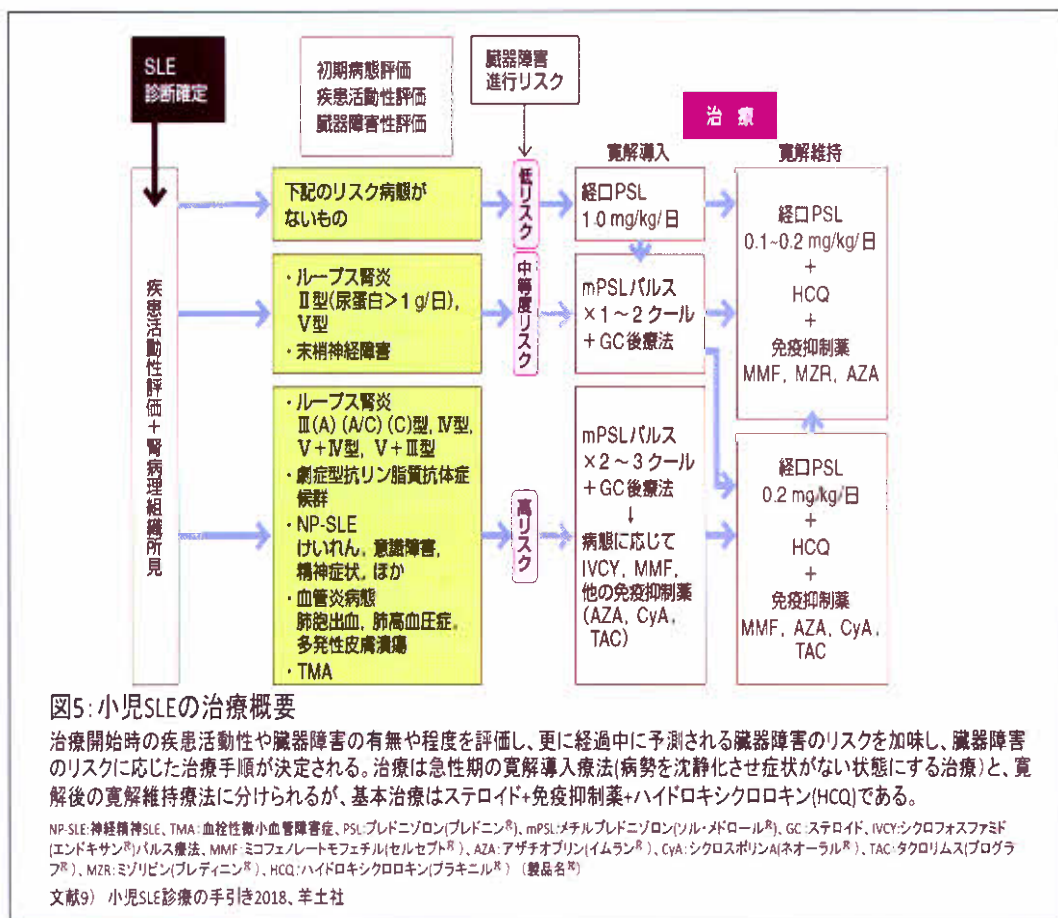 SLE
診断確定
初期病態評価
疾患活動性評価
臓器障害性評価
臓器障害
進行リスク
治 療
寛解導入
寛解維持
疾患活動性評価+腎病理組織所見
下記のリスク病態が
ないもの
低リスク
経口PSL
1.0 mg/kg/日
・ループス腎炎
Ⅱ型(尿蛋白>1 g/日),
Ⅴ型
・末梢神経障害
中等度リスク
mPSLパルス
×1~2クール
+GC後療法
経口PSL
0.1~0.2 mg/kg/日
+
HCQ
+
免疫抑制薬
MMF, MZR, AZA
・ループス腎炎
Ⅲ(A) (A/C) (C)型, Ⅳ型,
Ⅴ+Ⅳ型, Ⅴ+Ⅲ型
・劇症型抗リン脂質抗体症
候群
・NP-SLE
けいれん, 意識障害,
精神症状, ほか
・血管炎病態
肺胞出血, 肺高血圧症,
多発性皮膚潰瘍
・TMA
高リスク
mPSLパルス
×2~3クール
+GC後療法
↓
病態に応じて
IVCY, MMF,
他の免疫抑制薬
(AZA, CyA,
TAC)
経口PSL
0.2 mg/kg/日
+
HCQ
+
免疫抑制薬
MMF, AZA, CyA,
TAC
図5:小児SLEの治療概要
治療開始時の疾患活動性や臓器障害の有無や程度を評価し、更に経過中に予測される臓器障害のリスクを加味し、臓器障害
のリスクに応じた治療手順が決定される。治療は急性期の寛解導入療法(病勢を沈静化させ症状がない状態にする治療)と、寛
解後の寛解維持療法に分けられるが、基本治療はステロイド+免疫抑制薬+ハイドロキシクロロキン(HCQ)である。
NP-SLE:神経精神SLE、TMA:血栓性微小血管障害症、PSL:プレドニゾロン(プレドニン®)、mPSL:メチルプレドニゾロン(ソル・メドロール®)、GC:ステロイド、IVCY:シクロフォスファミド
(エンドキサン®)パルス療法、MMF:ミコフェノレートモフェチル(セルセプト®)、AZA:アザチオプリン(イムラン®)、CyA:シクロスポリンA(ネオーラル®)、TAC:タクロリムス(プログラ
フ®)、MZR:ミゾリビン(ブレディニン®)、HCQ:ハイドロキシクロロキン(プラキニル®) (製品名®)
文献9) 小児SLE診療の手引き2018、羊土社